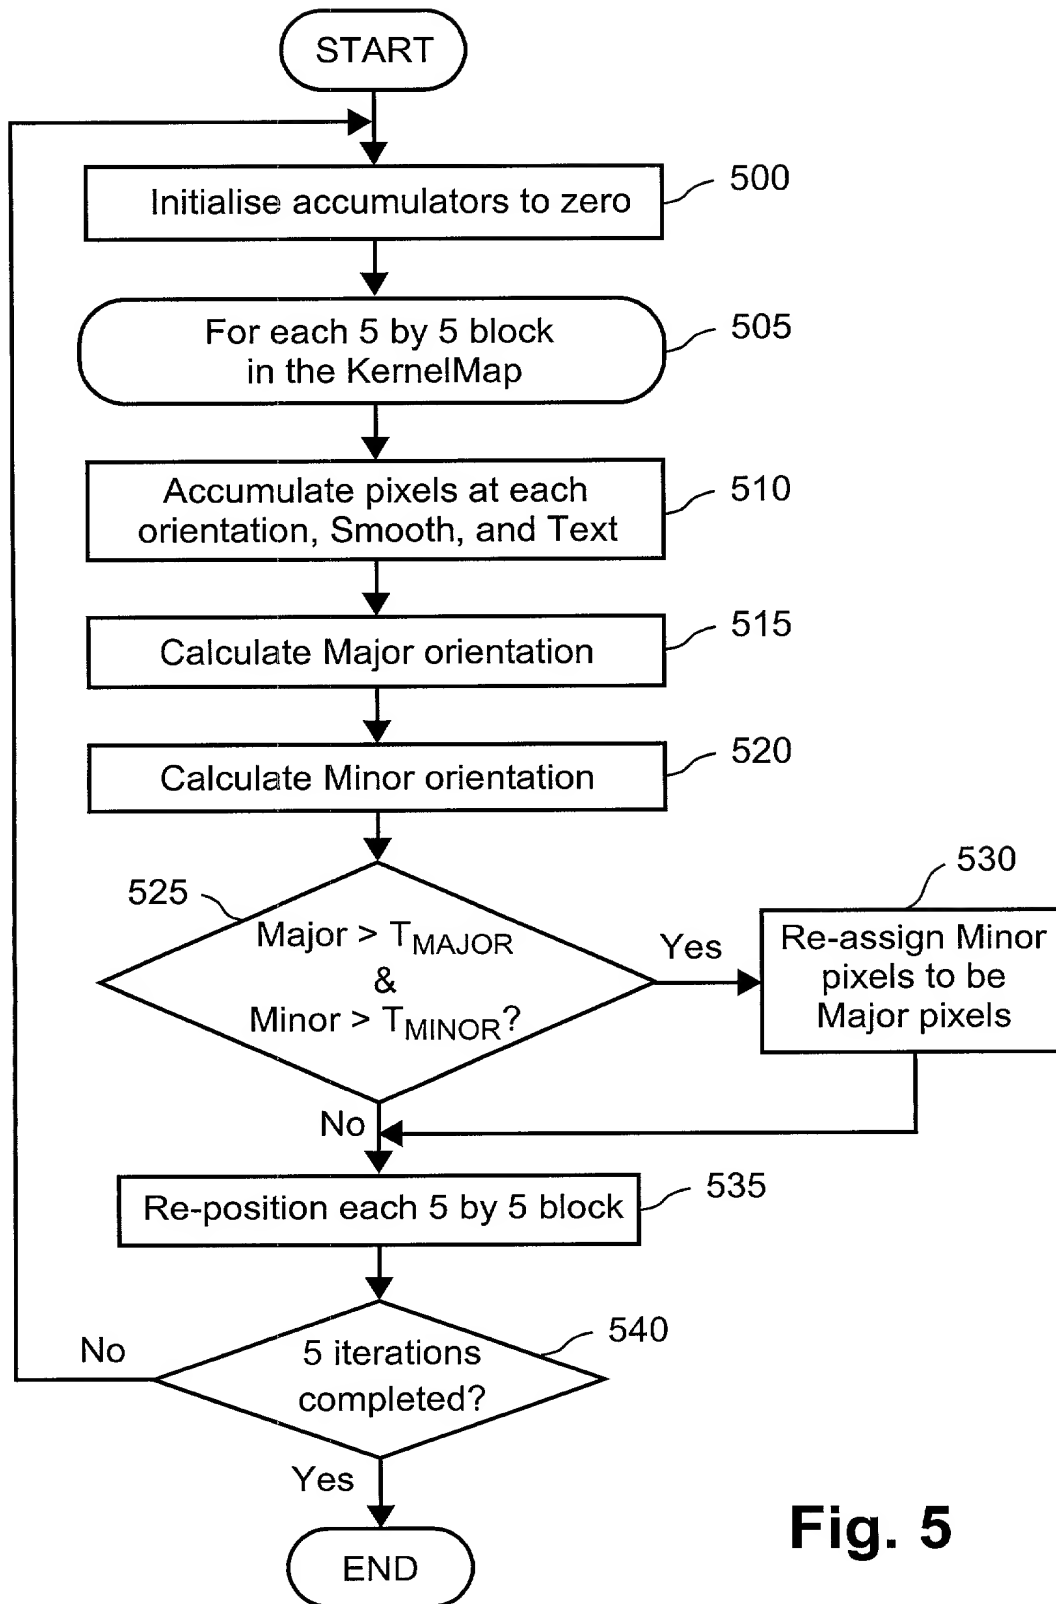 START
Initialise accumulators to zero
500
For each 5 by 5 block
in the KernelMap
505
Accumulate pixels at each
orientation, Smooth, and Text
510
Calculate Major orientation
515
Calculate Minor orientation
520
525
Major > TMAJOR
&
Minor > TMINOR?
Yes
530
Re-assign Minor
pixels to be
Major pixels
No
Re-position each 5 by 5 block
535
5 iterations
completed?
540
No
Yes
END
Fig. 5